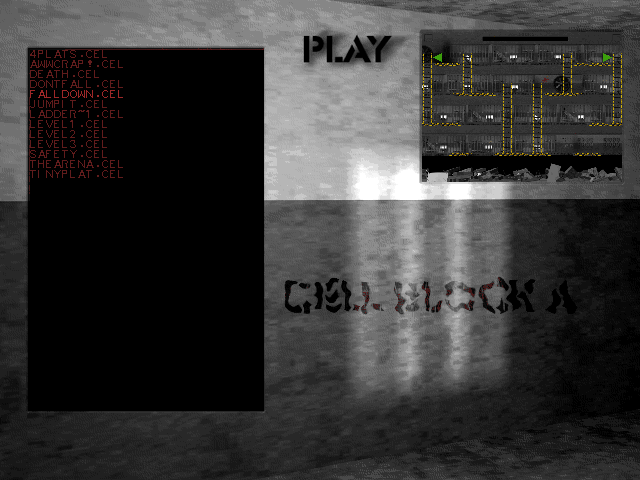 4PLATS.CEL
AWWCRAP!.CEL
DEATH.CEL
DONTFALL.CEL
FALLDOWN.CEL
JUMPIT.CEL
LADDER~1.CEL
LEVEL1.CEL
LEVEL2.CEL
LEVEL3.CEL
SAFETY.CEL
THEARENA.CEL
TINYPLAT.CEL
PLAY
CELL BLOCK A